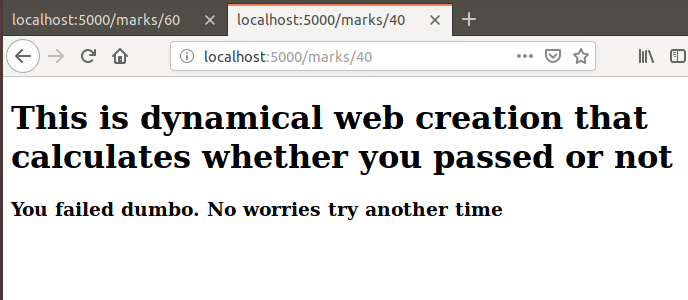 localhost:5000/marks/60
localhost:5000/marks/40
localhost:5000/marks/40
This is dynamical web creation that
calculates whether you passed or not
You failed dumbo. No worries try another time